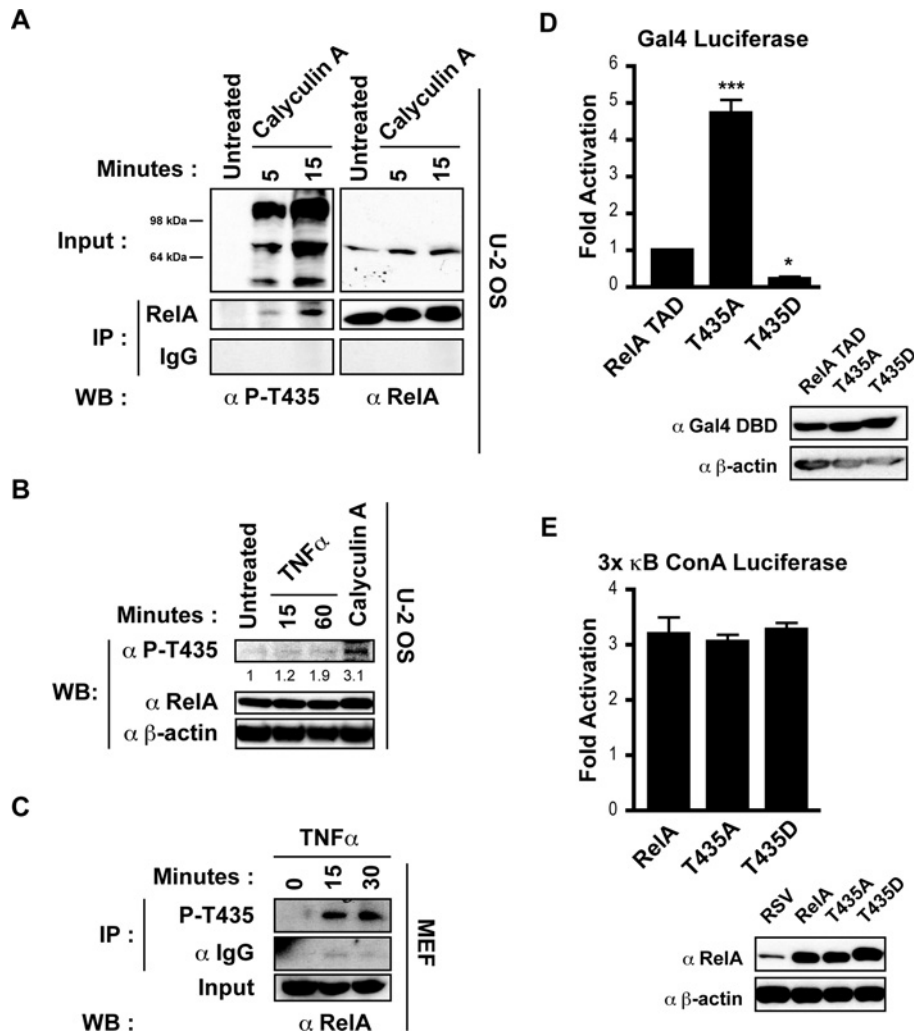 A
Untreated
Calyculin A
Calyculin A
Untreated
Minutes : 5 15 5 15
Input :
98 kDa
64 kDa
IP :
RelA
IgG
WB : α P-T435 α RelA
U-2 OS
B
Untreated
TNFα
Calyculin A
Minutes : 15 60
WB:
α P-T435
1 1.2 1.9 3.1
α RelA
α β-actin
U-2 OS
C
TNFα
Minutes : 0 15 30
IP :
P-T435
α IgG
Input
WB : α RelA
MEF
D
Gal4 Luciferase
Fold Activation
6
5
4
3
2
1
0
***
*
RelA TAD
T435A
T435D
RelA TAD
T435A
T435D
α Gal4 DBD
α β-actin
E
3x κB ConA Luciferase
Fold Activation
4
3
2
1
0
RelA
T435A
T435D
RSV
RelA
T435A
T435D
α RelA
α β-actin